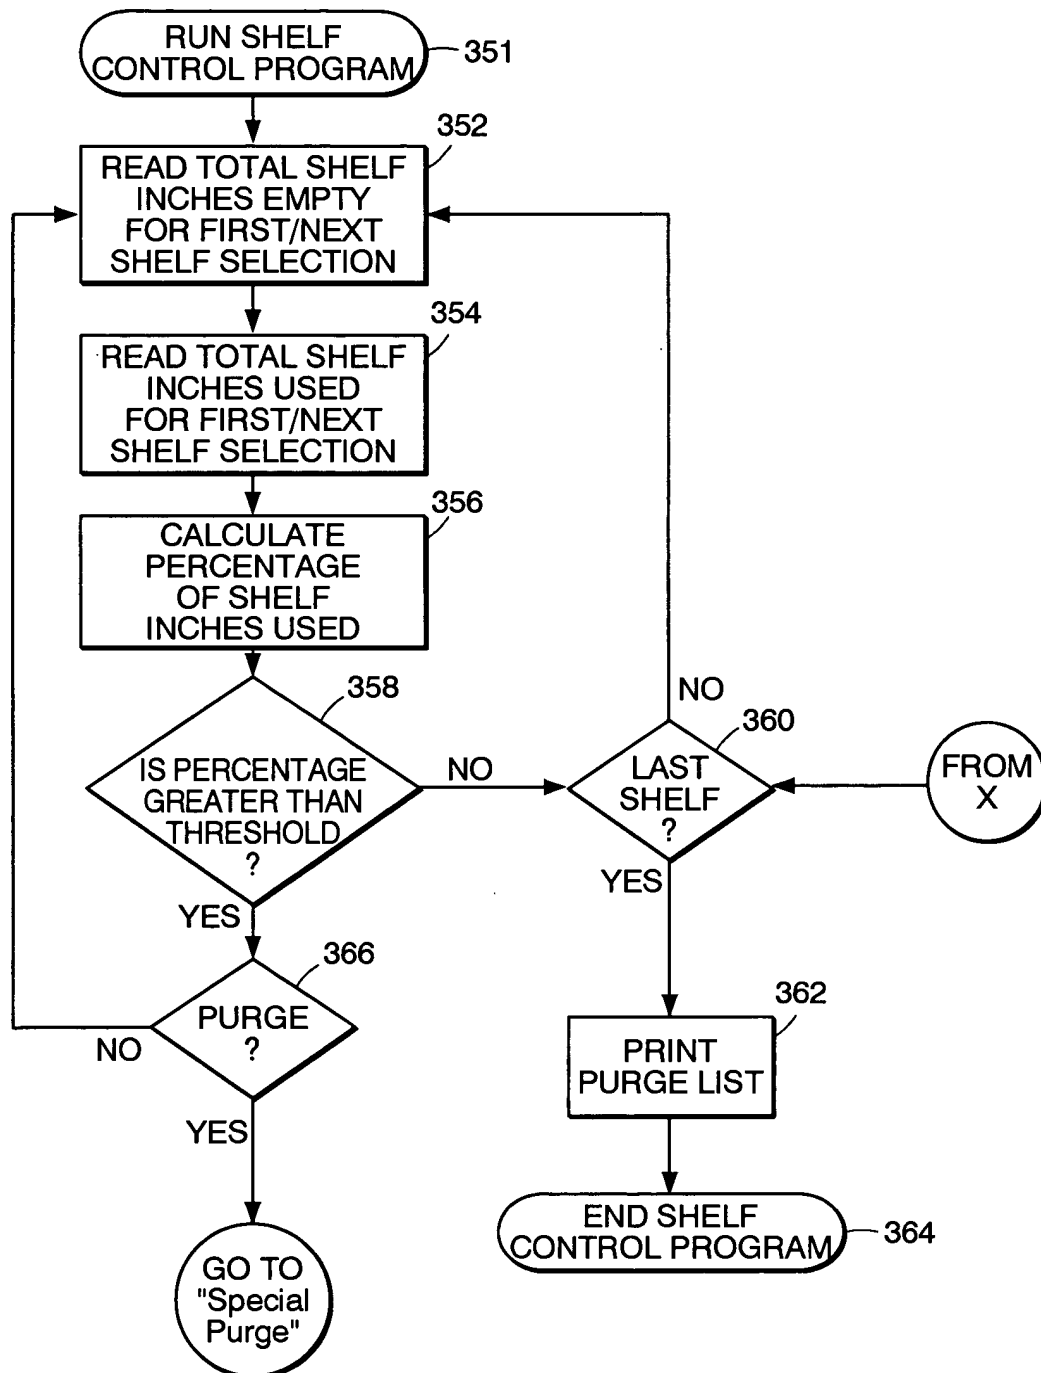 RUN SHELF
CONTROL PROGRAM
351
352
READ TOTAL SHELF
INCHES EMPTY
FOR FIRST/NEXT
SHELF SELECTION
354
READ TOTAL SHELF
INCHES USED
FOR FIRST/NEXT
SHELF SELECTION
356
CALCULATE
PERCENTAGE
OF SHELF
INCHES USED
358
IS PERCENTAGE
GREATER THAN
THRESHOLD
?
NO
YES
NO
360
LAST
SHELF
?
FROM
X
YES
366
PURGE
?
NO
YES
362
PRINT
PURGE LIST
END SHELF
CONTROL PROGRAM
364
GO TO
"Special
Purge"